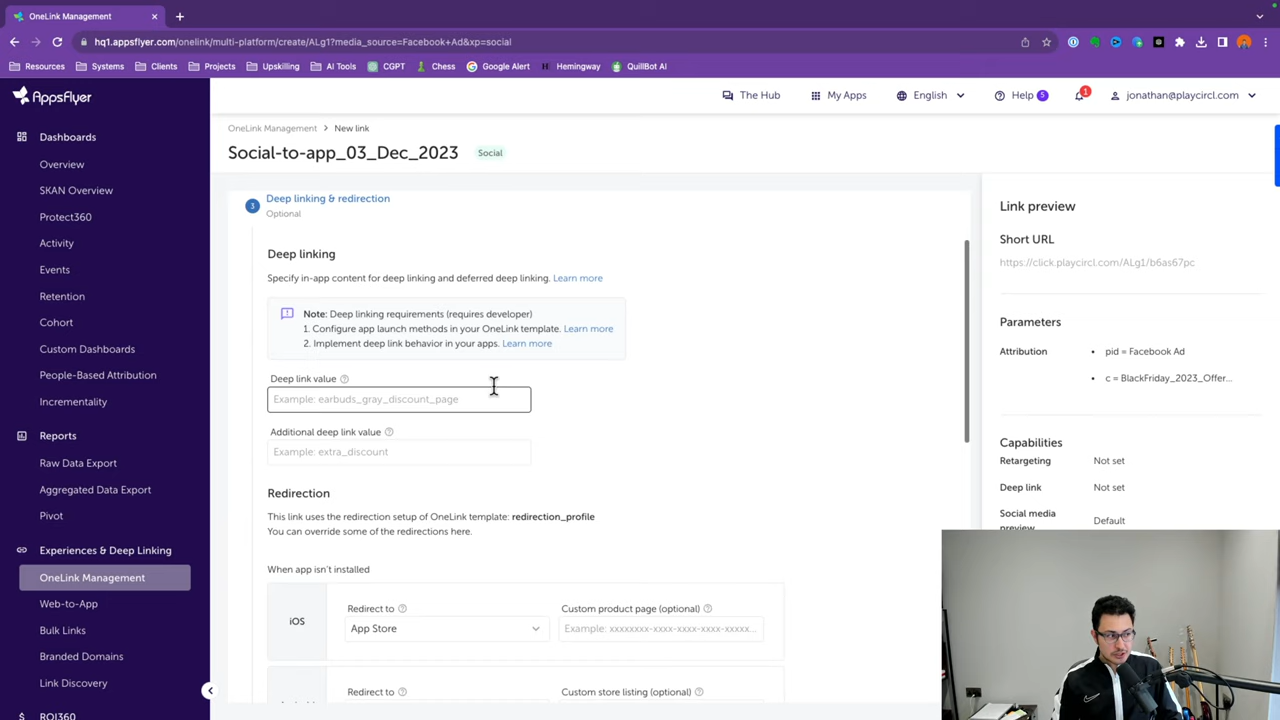 OneLink Management
hq1.appsflyer.com/onelink/multi-platform/create/ALg1?media_source=Facebook+Ad&xp=social
Resources
Systems
Clients
Projects
Upskilling
AI Tools
CGPT
Chess
Google Alert
Hemingway
QuillBot AI
AppsFlyer
The Hub
My Apps
English
Help 5
1
jonathan@playcircl.com
Dashboards
Overview
SKAN Overview
Protect360
Activity
Events
Retention
Cohort
Custom Dashboards
People-Based Attribution
Incrementality
Reports
Raw Data Export
Aggregated Data Export
Pivot
Experiences & Deep Linking
OneLink Management
Web-to-App
Bulk Links
Branded Domains
Link Discovery
ROI360
OneLink Management > New link
Social-to-app_03_Dec_2023 Social
3 Deep linking & redirection
Optional
Deep linking
Specify in-app content for deep linking and deferred deep linking. Learn more
Note: Deep linking requirements (requires developer)
1. Configure app launch methods in your OneLink template. Learn more
2. Implement deep link behavior in your apps. Learn more
Deep link value
Example: earbuds_gray_discount_page
Additional deep link value
Example: extra_discount
Redirection
This link uses the redirection setup of OneLink template: redirection_profile
You can override some of the redirections here.
When app isn't installed
iOS
Redirect to
App Store
Custom product page (optional)
Example: xxxxxxxx-xxxx-xxxx-xxxx-xxxxx...
Redirect to
Custom store listing (optional)
Link preview
Short URL
https://click.playcircl.com/ALg1/b6as67pc
Parameters
Attribution
• pid = Facebook Ad
• c = BlackFriday_2023_Offer...
Capabilities
Retargeting Not set
Deep link Not set
Social media preview Default